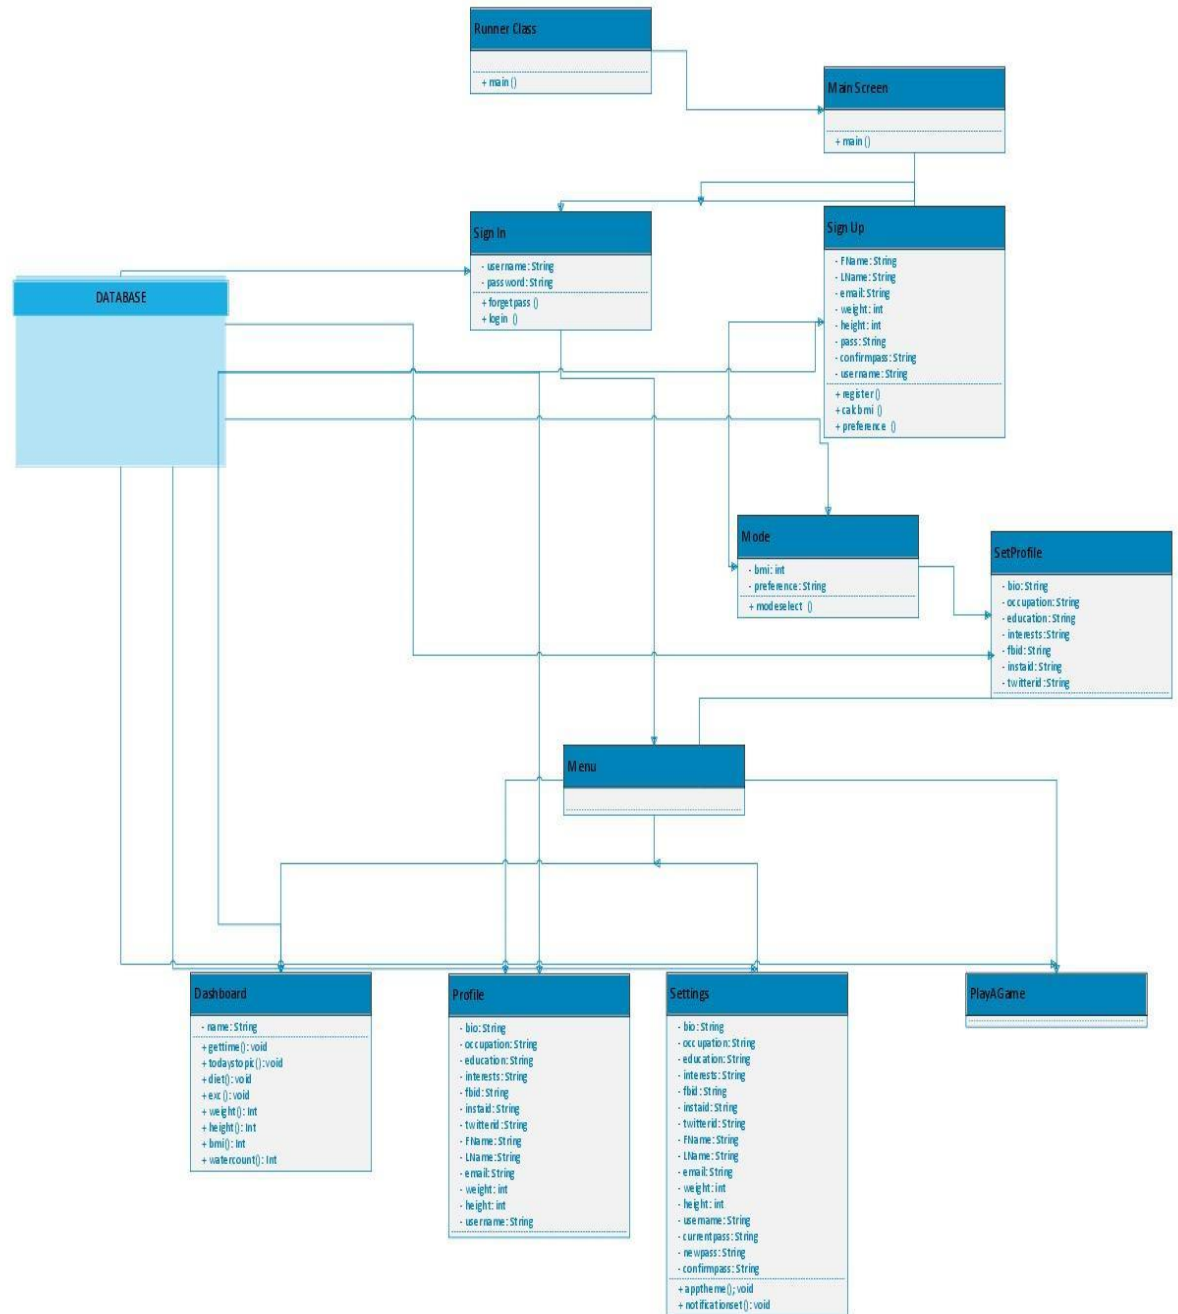 Runner Class
+ main ()
Main Screen
+ main ()
Sign In
- username: String
- password: String
+ forgetpass ()
+ login ()
Sign Up
- FName: String
- LName: String
- email: String
- weight: int
- height: int
- pass: String
- confirmpass: String
- username: String
+ register ()
+ calcbmi ()
+ preference ()
DATABASE
Mode
- bmi: int
- preference: String
+ modeselect ()
SetProfile
- bio: String
- occupation: String
- education: String
- interests: String
- fbid: String
- instaid: String
- twitterid: String
Menu
Dashboard
- name: String
+ gettime(): void
+ todaystopic(): void
+ diet(): void
+ exc(): void
+ weight(): Int
+ height(): Int
+ bmi(): Int
+ watercount(): Int
Profile
- bio: String
- occupation: String
- education: String
- interests: String
- fbid: String
- instaid: String
- twitterid: String
- FName: String
- LName: String
- email: String
- weight: int
- height: int
- username: String
Settings
- bio: String
- occupation: String
- education: String
- interests: String
- fbid: String
- instaid: String
- twitterid: String
- FName: String
- LName: String
- email: String
- weight: int
- height: int
- username: String
- currentpass: String
- newpass: String
- confirmpass: String
+ apptheme(); void
+ notificationset(): void
PlayAGame